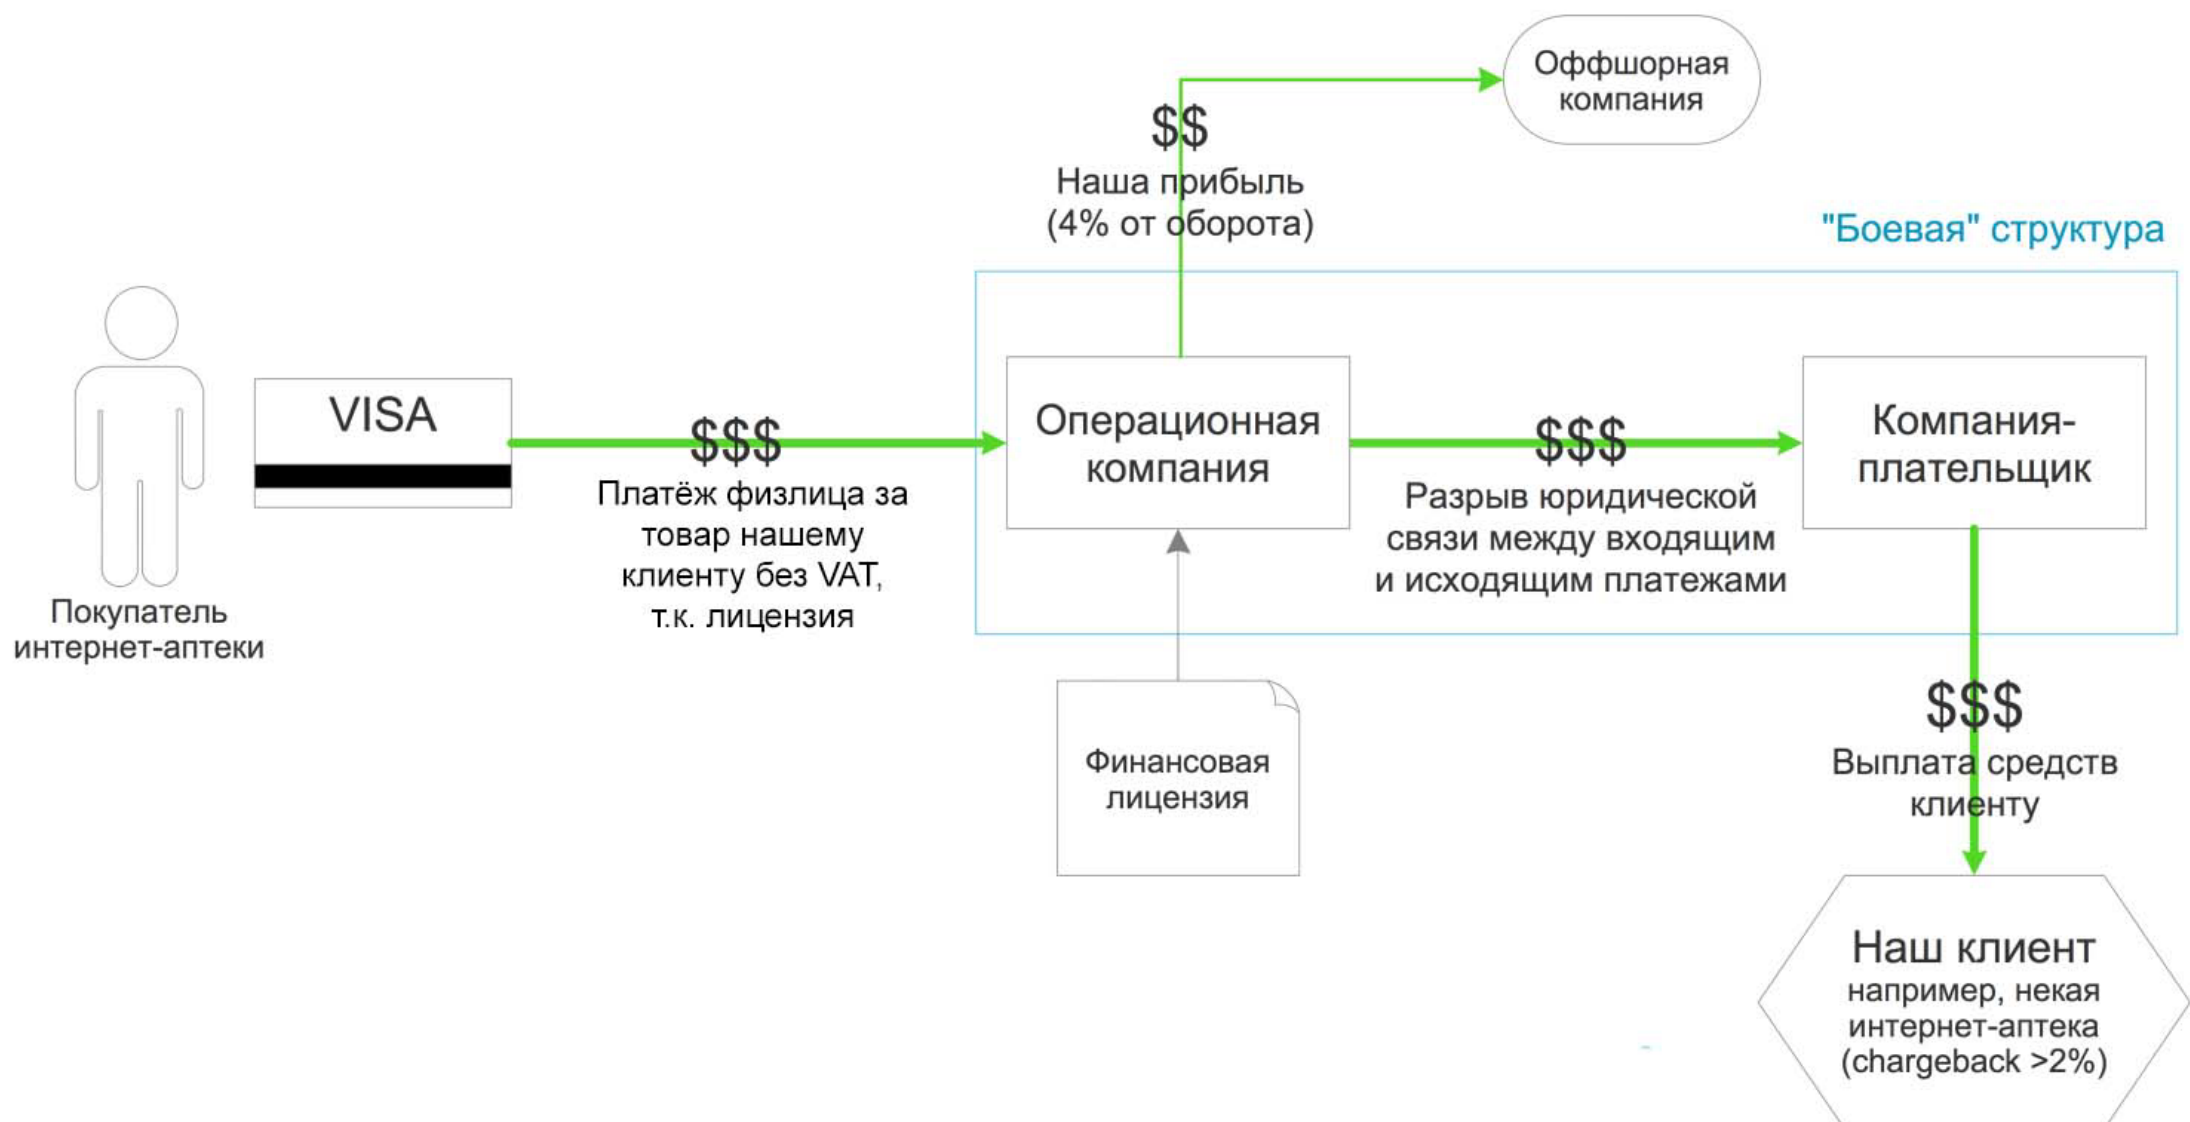 Оффшорная
компания
$$
Наша прибыль
(4% от оборота)
"Боевая" структура
VISA
$$$
Платёж физлица за
товар нашему
клиенту без VAT,
т.к. лицензия
Операционная
компания
$$$
Разрыв юридической
связи между входящим
и исходящим платежами
Компания-
плательщик
Покупатель
интернет-аптеки
Финансовая
лицензия
$$$
Выплата средств
клиенту
Наш клиент
например, некая
интернет-аптека
(chargeback >2%)